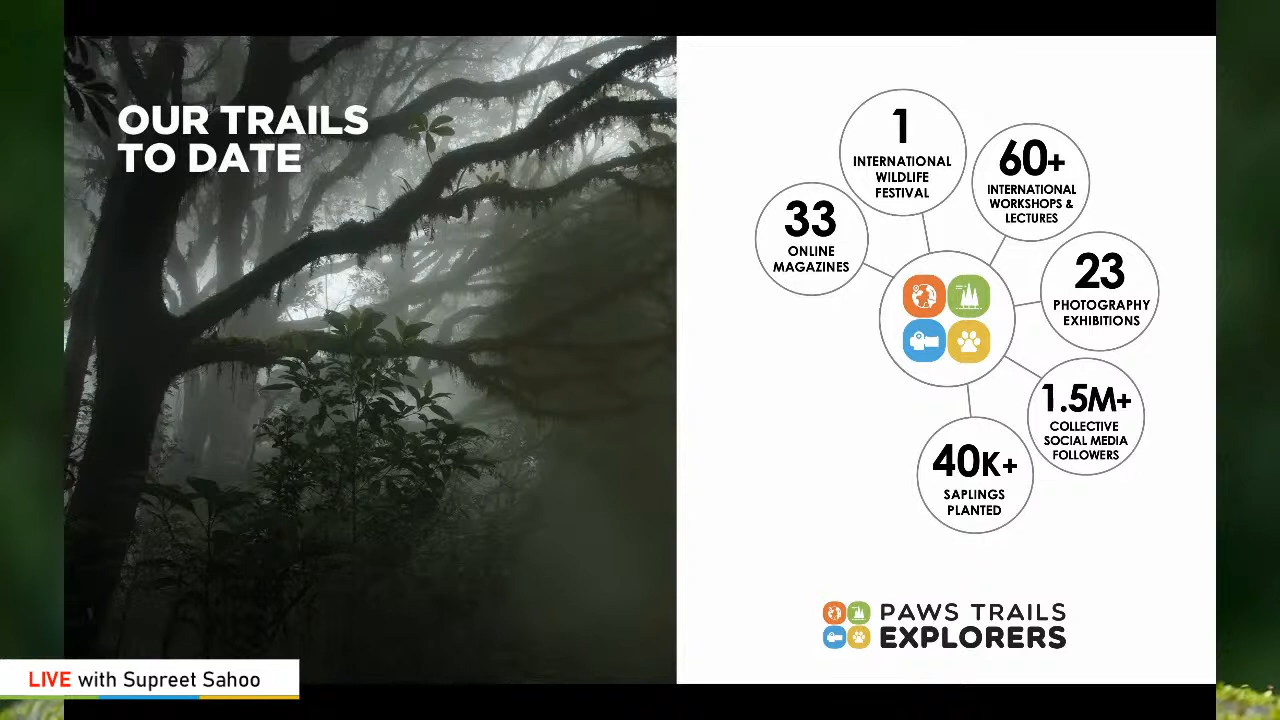 OUR TRAILS
TO DATE
1
INTERNATIONAL
WILDLIFE
FESTIVAL
60+
INTERNATIONAL
WORKSHOPS &
LECTURES
33
ONLINE
MAGAZINES
23
PHOTOGRAPHY
EXHIBITIONS
1.5M+
COLLECTIVE
SOCIAL MEDIA
FOLLOWERS
40K+
SAPLINGS
PLANTED
PAWS TRAILS
EXPLORERS
LIVE with Supreet Sahoo